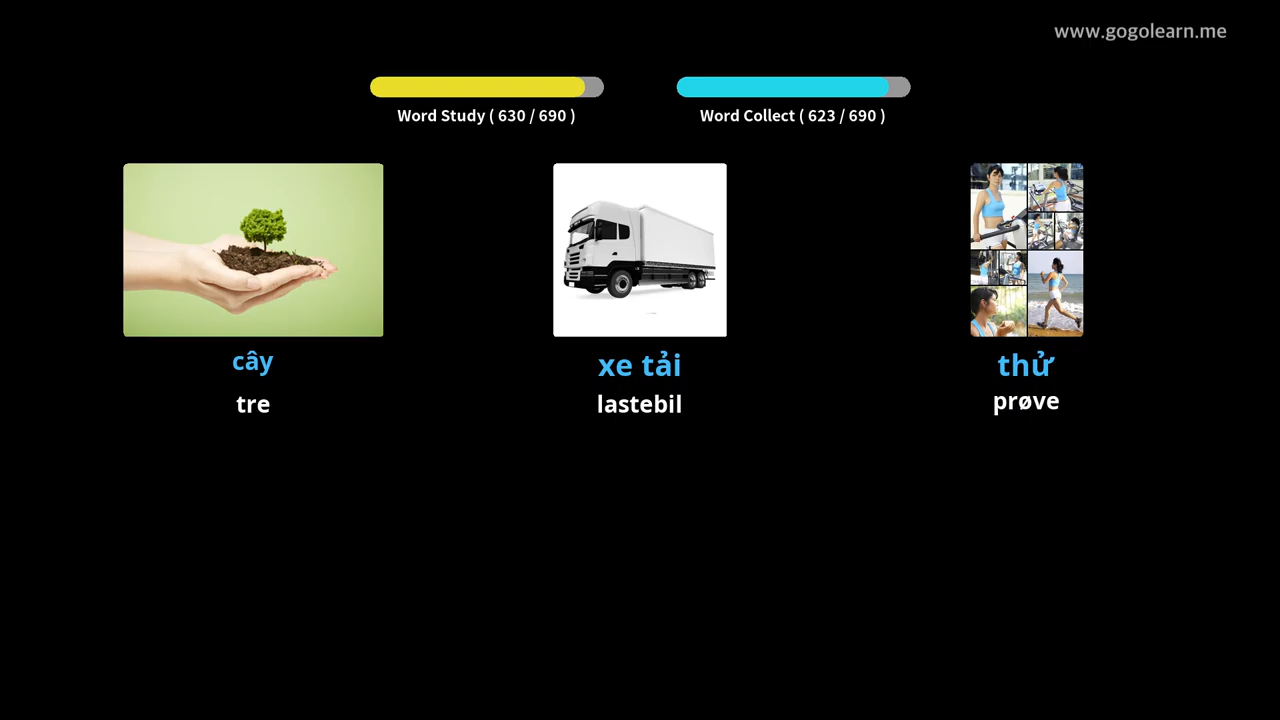 www.gogolearn.me
Word Study ( 630 / 690 )
Word Collect ( 623 / 690 )
cây
xe tải
thử
tre
lastebil
prøve